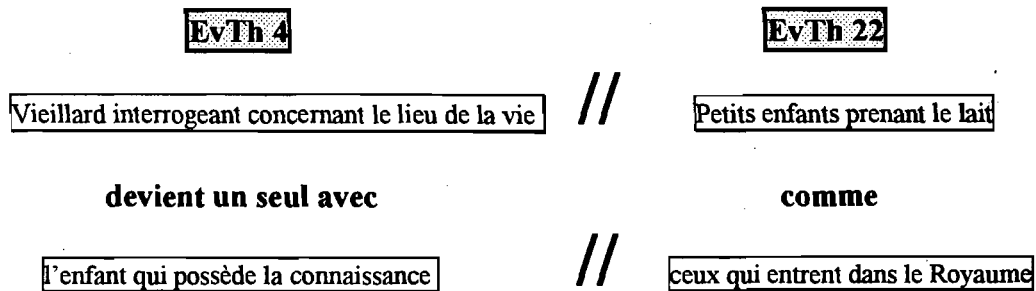 EvTh 4 EvTh 22
Vieillard interrogeant concernant le lieu de la vie // Petits enfants prenant le lait
devient un seul avec comme
l'enfant qui possède la connaissance // ceux qui entrent dans le Royaume